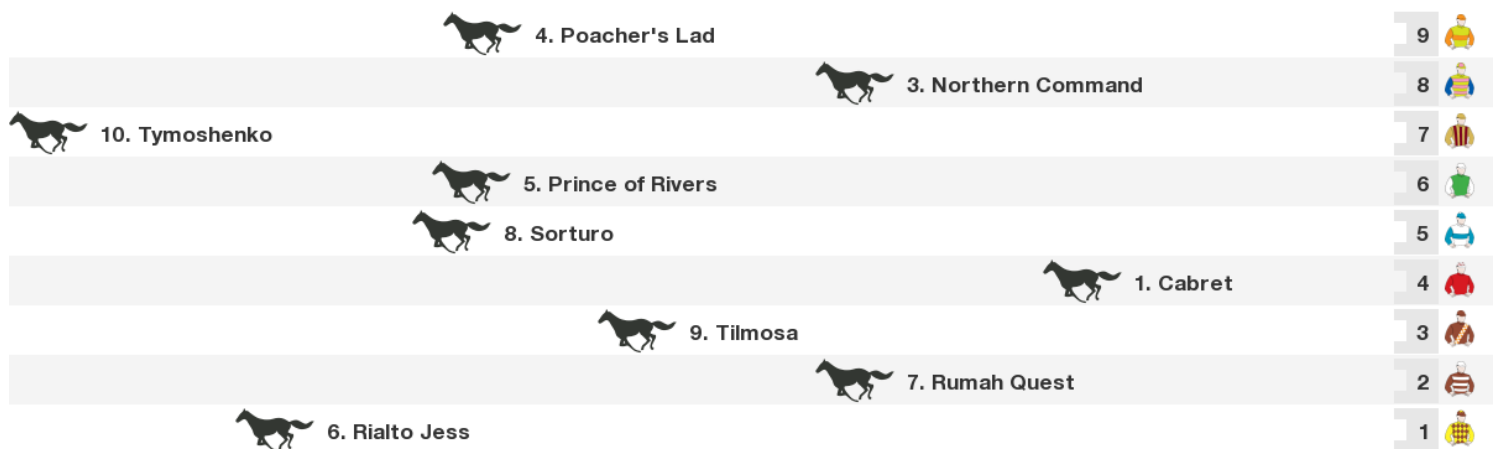 4. Poacher's Lad 9
3. Northern Command 8
10. Tymoshenko 7
5. Prince of Rivers 6
8. Sorturo 5
1. Cabret 4
9. Tilmosa 3
7. Rumah Quest 2
6. Rialto Jess 1